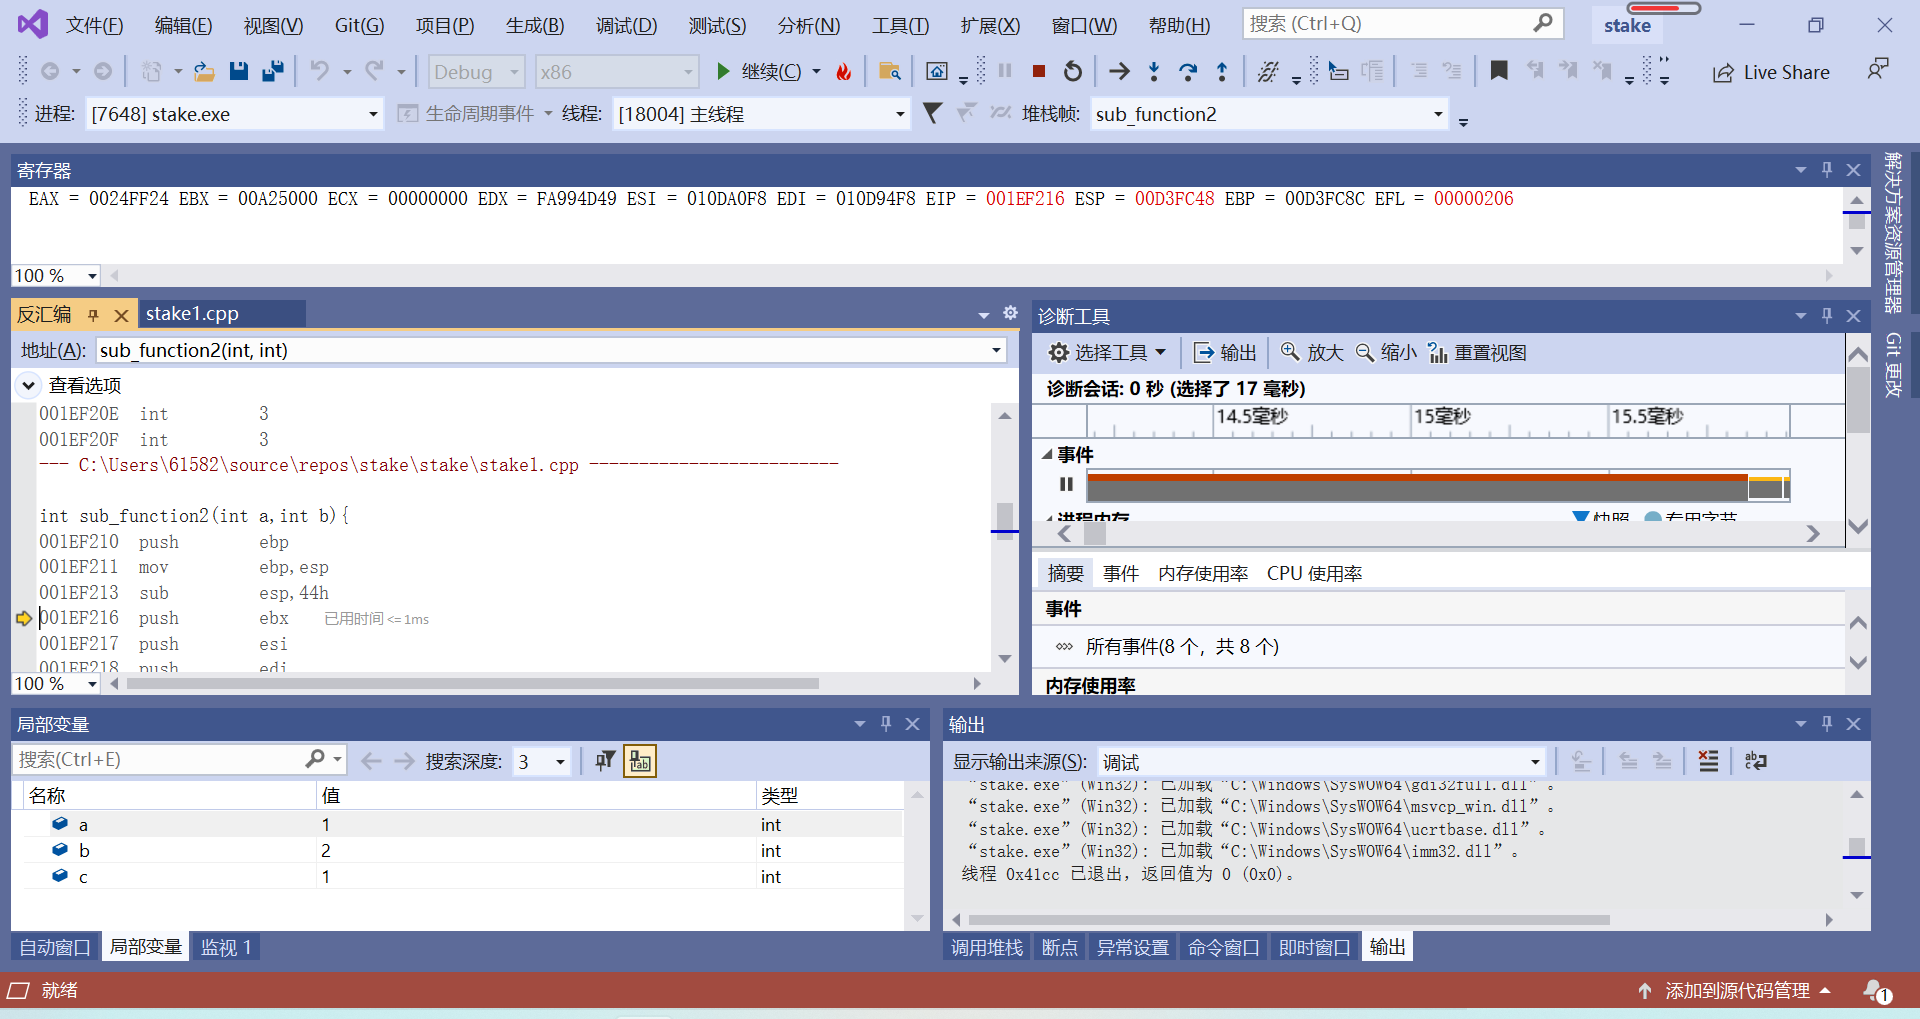 文件(F) 编辑(E) 视图(V) Git(G) 项目(P) 生成(B) 调试(D) 测试(S) 分析(N) 工具(T) 扩展(X) 窗口(W) 帮助(H) 搜索 (Ctrl+Q) stake
Debug x86 继续(C) Live Share
进程: [7648] stake.exe 生命周期事件 线程: [18004] 主线程 堆栈帧: sub_function2
寄存器
EAX = 0024FF24 EBX = 00A25000 ECX = 00000000 EDX = FA994D49 ESI = 010DA0F8 EDI = 010D94F8 EIP = 001EF216 ESP = 00D3FC48 EBP = 00D3FC8C EFL = 00000206
100 %
反汇编 stake1.cpp
地址(A): sub_function2(int, int)
查看选项
001EF20E int 3
001EF20F int 3
--- C:\Users\61582\source\repos\stake\stake\stake1.cpp -------------------------
int sub_function2(int a,int b){
001EF210 push ebp
001EF211 mov ebp,esp
001EF213 sub esp,44h
001EF216 push ebx 已用时间 <= 1ms
001EF217 push esi
001EF218 push edi
100 %
诊断工具
选择工具 输出 放大 缩小 重置视图
诊断会话: 0 秒 (选择了 17 毫秒)
14.5毫秒 15毫秒 15.5毫秒
事件
进程内存 快照 专用字节
摘要 事件 内存使用率 CPU 使用率
事件
所有事件(8 个，共 8 个)
内存使用率
解决方案资源管理器
Git 更改
局部变量
搜索(Ctrl+E) 搜索深度: 3
名称 值 类型
a 1 int
b 2 int
c 1 int
自动窗口 局部变量 监视 1
输出
显示输出来源(S): 调试
“stake.exe” (Win32): 已加载 “C:\Windows\SysWOW64\gdi32full.dll”。
“stake.exe” (Win32): 已加载 “C:\Windows\SysWOW64\msvcp_win.dll”。
“stake.exe” (Win32): 已加载 “C:\Windows\SysWOW64\ucrtbase.dll”。
“stake.exe” (Win32): 已加载 “C:\Windows\SysWOW64\imm32.dll”。
线程 0x41cc 已退出，返回值为 0 (0x0)。
调用堆栈 断点 异常设置 命令窗口 即时窗口 输出
就绪 添加到源代码管理 1